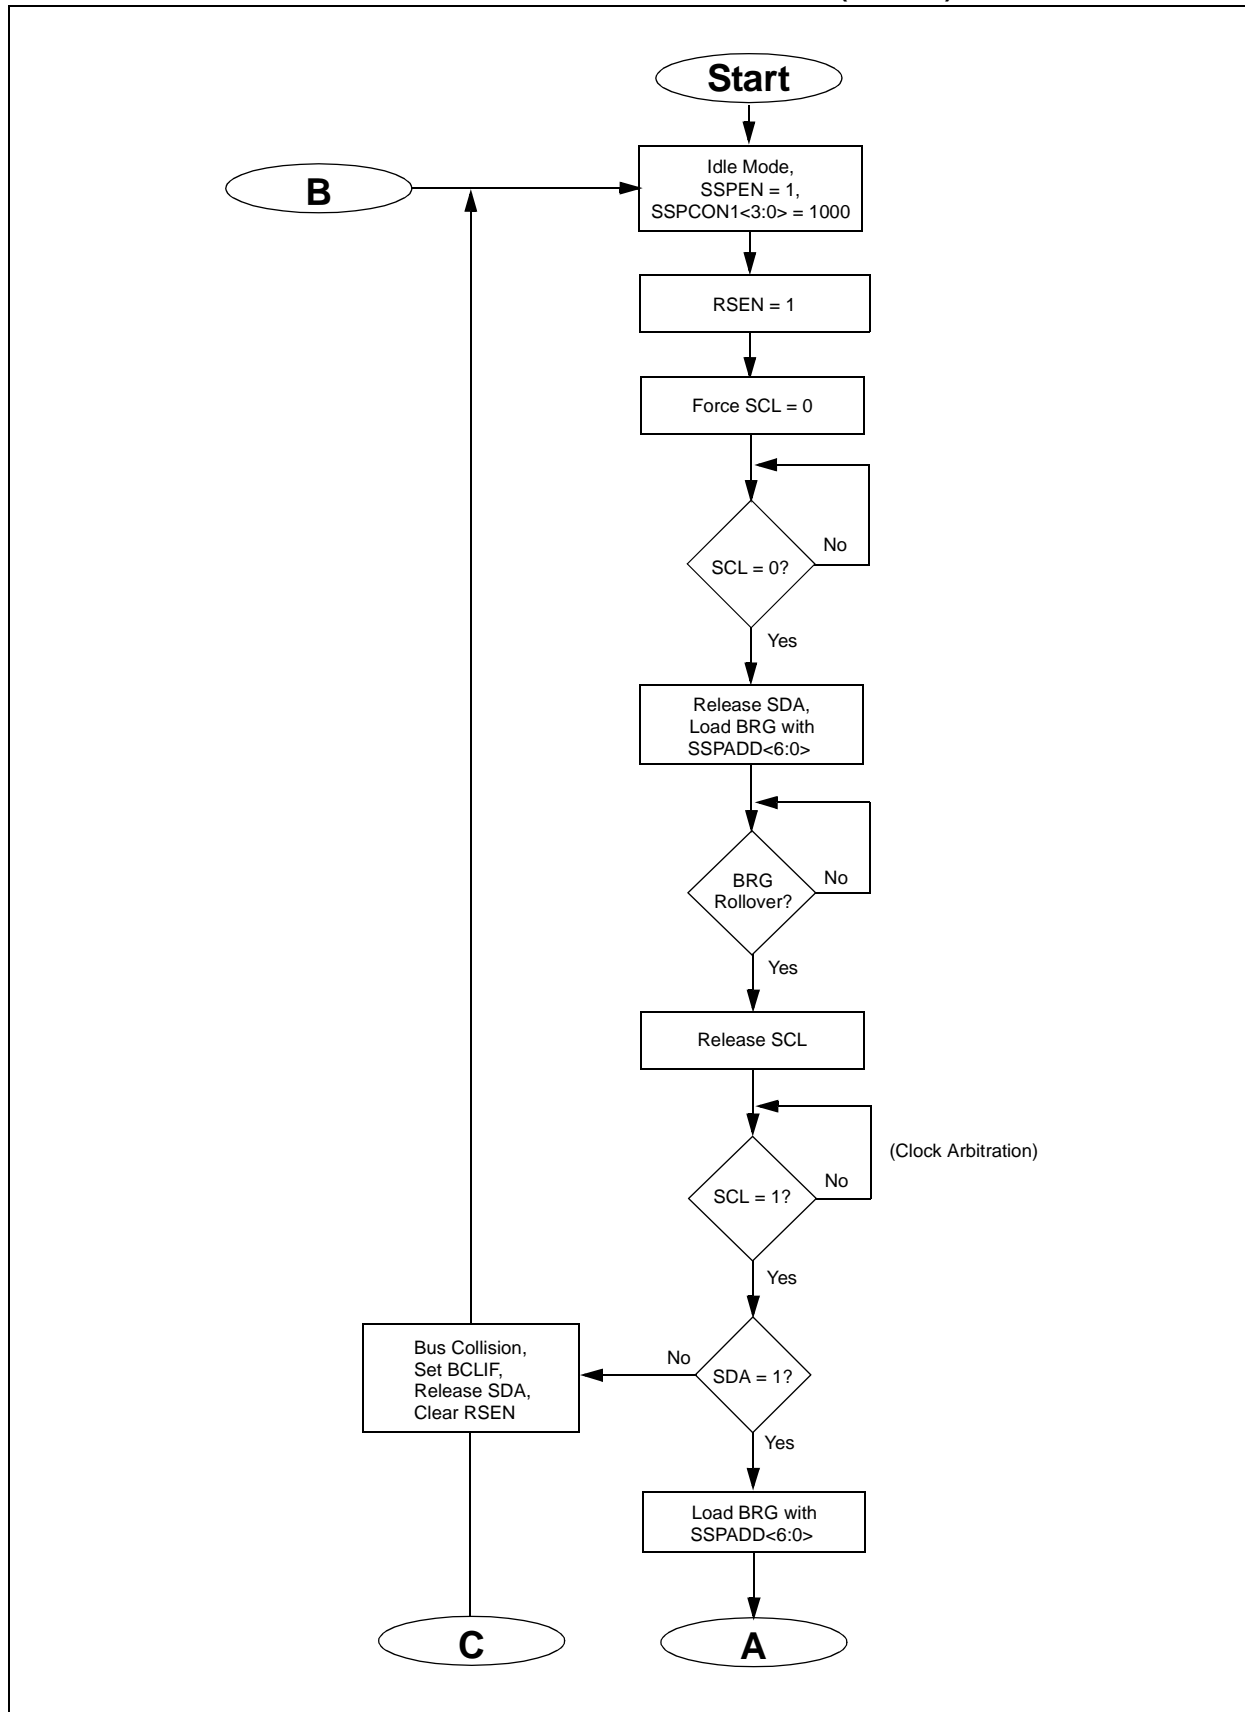 Start
B
Idle Mode,
SSPEN = 1,
SSPCON1<3:0> = 1000
RSEN = 1
Force SCL = 0
No
SCL = 0?
Yes
Release SDA,
Load BRG with
SSPADD<6:0>
BRG
No
Rollover?
Yes
Release SCL
(Clock Arbitration)
No
SCL = 1?
Yes
Bus Collision,
Set BCLIF,
Release SDA,
Clear RSEN
No
SDA = 1?
Yes
Load BRG with
SSPADD<6:0>
C
A